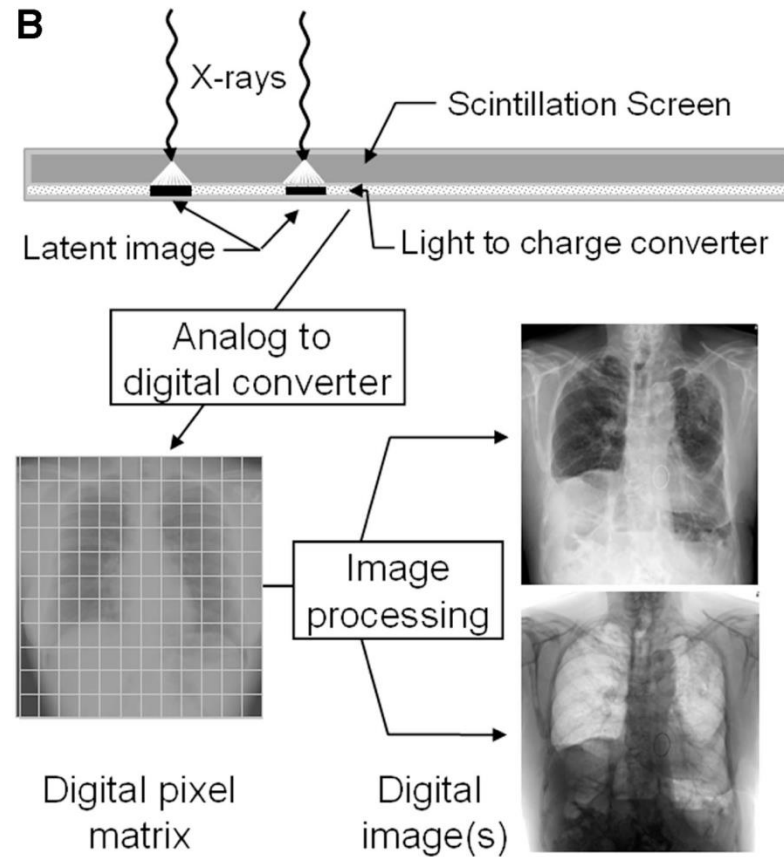 B
X-rays
Scintillation Screen
Latent image
Light to charge converter
Analog to
digital converter
Image
processing
Digital pixel
matrix
Digital
image(s)